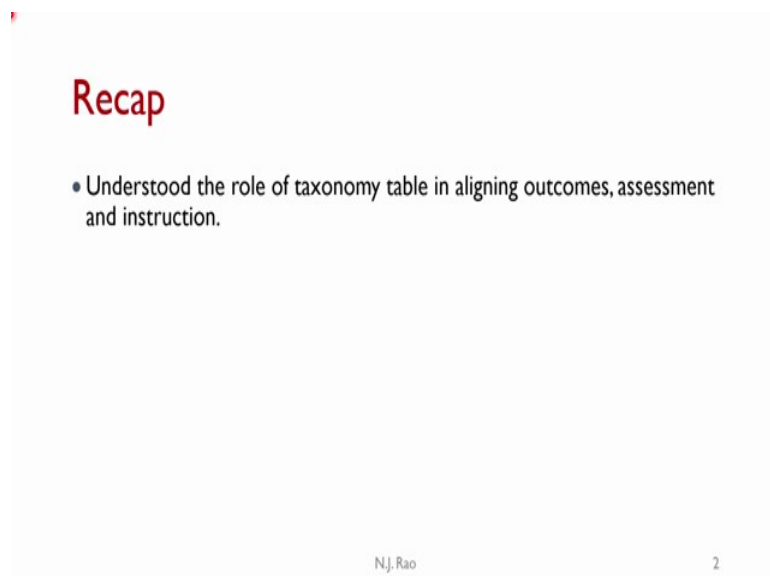 Recap
• Understood the role of taxonomy table in aligning outcomes, assessment
and instruction.
N.J. Rao
2